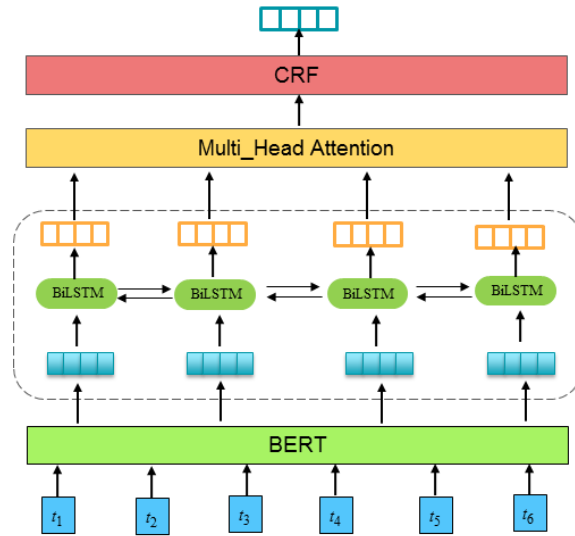 CRF
Multi_Head Attention
BiLSTM BiLSTM BiLSTM BiLSTM
BERT
t1 t2 t3 t4 t5 t6